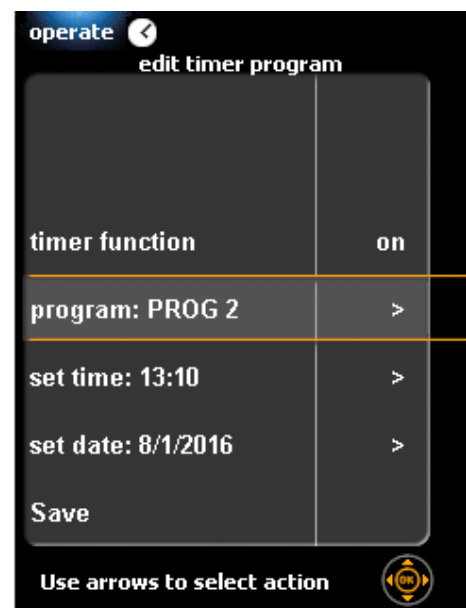 operate
edit timer program
timer function on
program: PROG 2 >
set time: 13:10 >
set date: 8/1/2016 >
Save
Use arrows to select action OK